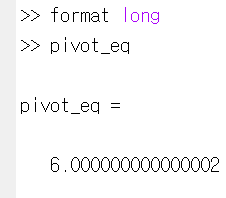 >> format long
>> pivot_eq
pivot_eq =
6.000000000000002